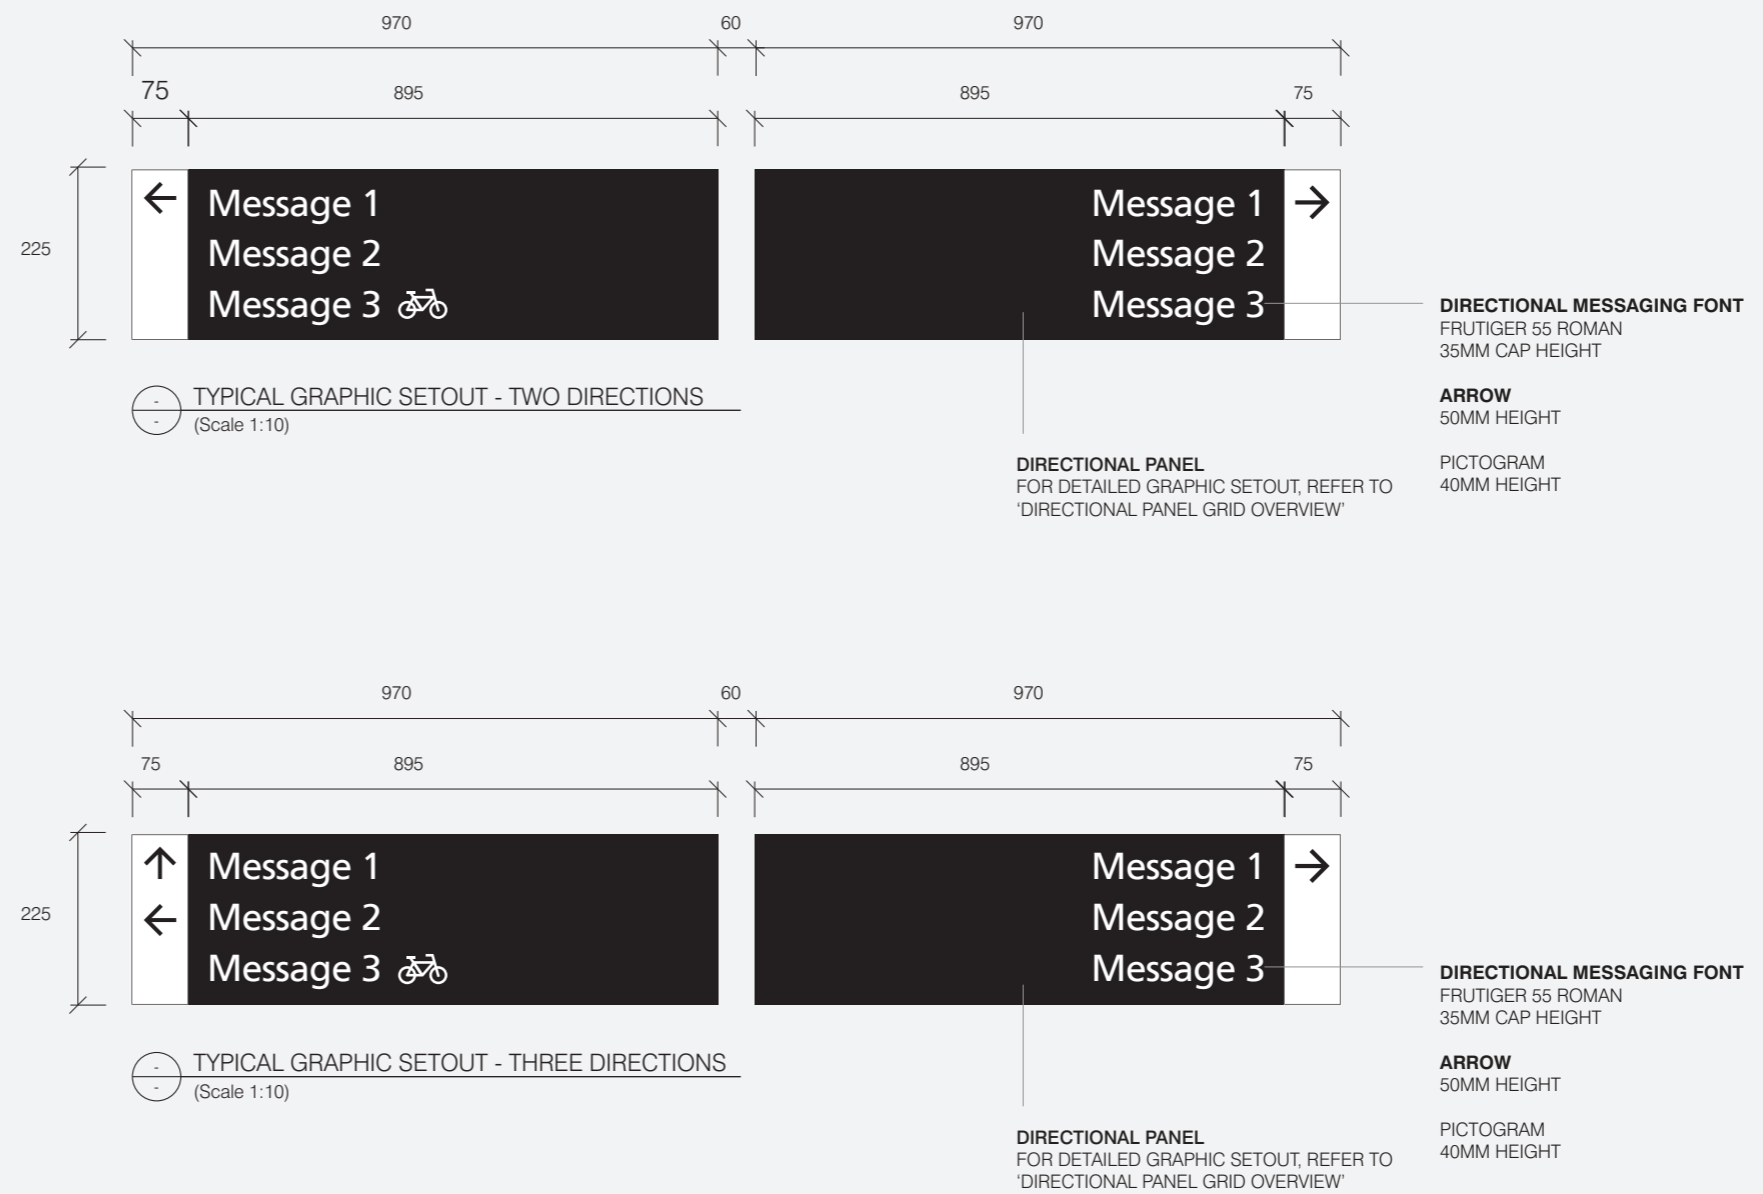 970 60 970
75 895 895 75
225
Message 1
Message 2
Message 3
Message 1
Message 2
Message 3
DIRECTIONAL MESSAGING FONT
FRUTIGER 55 ROMAN
35MM CAP HEIGHT
ARROW
50MM HEIGHT
PICTOGRAM
40MM HEIGHT
- -
TYPICAL GRAPHIC SETOUT - TWO DIRECTIONS
(Scale 1:10)
DIRECTIONAL PANEL
FOR DETAILED GRAPHIC SETOUT, REFER TO
‘DIRECTIONAL PANEL GRID OVERVIEW’
970 60 970
75 895 895 75
225
Message 1
Message 2
Message 3
Message 1
Message 2
Message 3
DIRECTIONAL MESSAGING FONT
FRUTIGER 55 ROMAN
35MM CAP HEIGHT
ARROW
50MM HEIGHT
PICTOGRAM
40MM HEIGHT
- -
TYPICAL GRAPHIC SETOUT - THREE DIRECTIONS
(Scale 1:10)
DIRECTIONAL PANEL
FOR DETAILED GRAPHIC SETOUT, REFER TO
‘DIRECTIONAL PANEL GRID OVERVIEW’